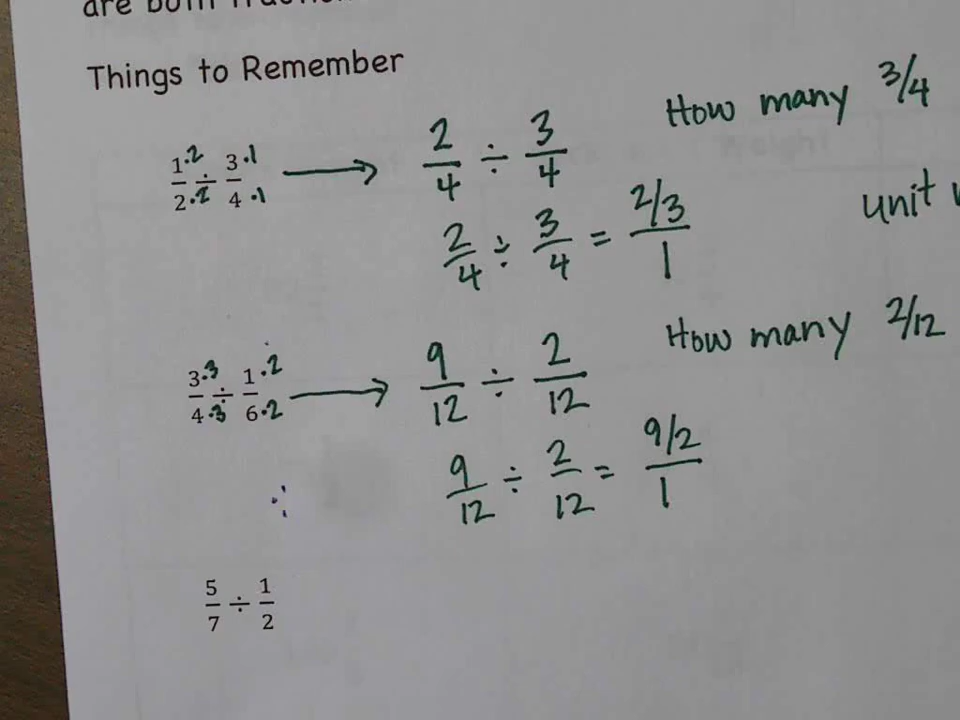 are both
Things to Remember
1·2/2·2 ÷ 3·1/4·1 → 2/4 ÷ 3/4 How many 3/4
2/4 ÷ 3/4 = 2/3/1 unit
3·3/4·3 ÷ 1·2/6·2 → 9/12 ÷ 2/12 How many 2/12
9/12 ÷ 2/12 = 9/2/1
÷
5/7 ÷ 1/2